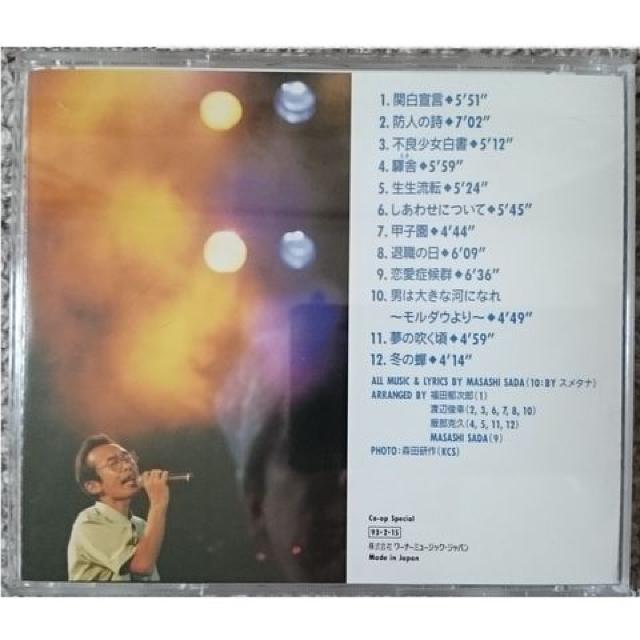 1. 関白宣言◆5'51"
2. 防人の詩◆7'02"
3. 不良少女白書◆5'12"
4. 驛舎◆5'59"
5. 生生流転◆5'24"
6. しあわせについて◆5'45"
7. 甲子園◆4'44"
8. 退職の日◆6'09"
9. 恋愛症候群◆6'36"
10. 男は大きな河になれ
〜モルダウより〜◆4'49"
11. 夢の吹く頃◆4'59"
12. 冬の蝉◆4'14"
ALL MUSIC & LYRICS BY MASASHI SADA(10:BY スメタナ)
ARRANGED BY 福田郁次郎(1)
渡辺俊幸(2, 3, 6, 7, 8, 10)
服部克久(4, 5, 11, 12)
MASASHI SADA(9)
PHOTO:森田研作(KCS)
Co-op Special
93-2-15
株式会社 ワーナーミュージック・ジャパン
Made in Japan